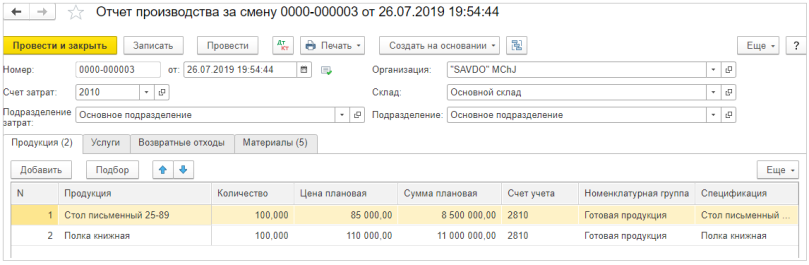 Отчет производства за смену 0000-000003 от 26.07.2019 19:54:44
Провести и закрыть Записать Провести Дт Кт Печать Создать на основании Еще ?
Номер: 0000-000003 от: 26.07.2019 19:54:44 Организация: "SAVDO" MChJ
Счет затрат: 2010 Склад: Основной склад
Подразделение затрат: Основное подразделение Подразделение: Основное подразделение
Продукция (2) Услуги Возвратные отходы Материалы (5)
Добавить Подбор Еще
N Продукция Количество Цена плановая Сумма плановая Счет учета Номенклатурная группа Спецификация
1 Стол письменный 25-89 100,000 85 000,00 8 500 000,00 2810 Готовая продукция Стол письменный ...
2 Полка книжная 100,000 110 000,00 11 000 000,00 2810 Готовая продукция Полка книжная